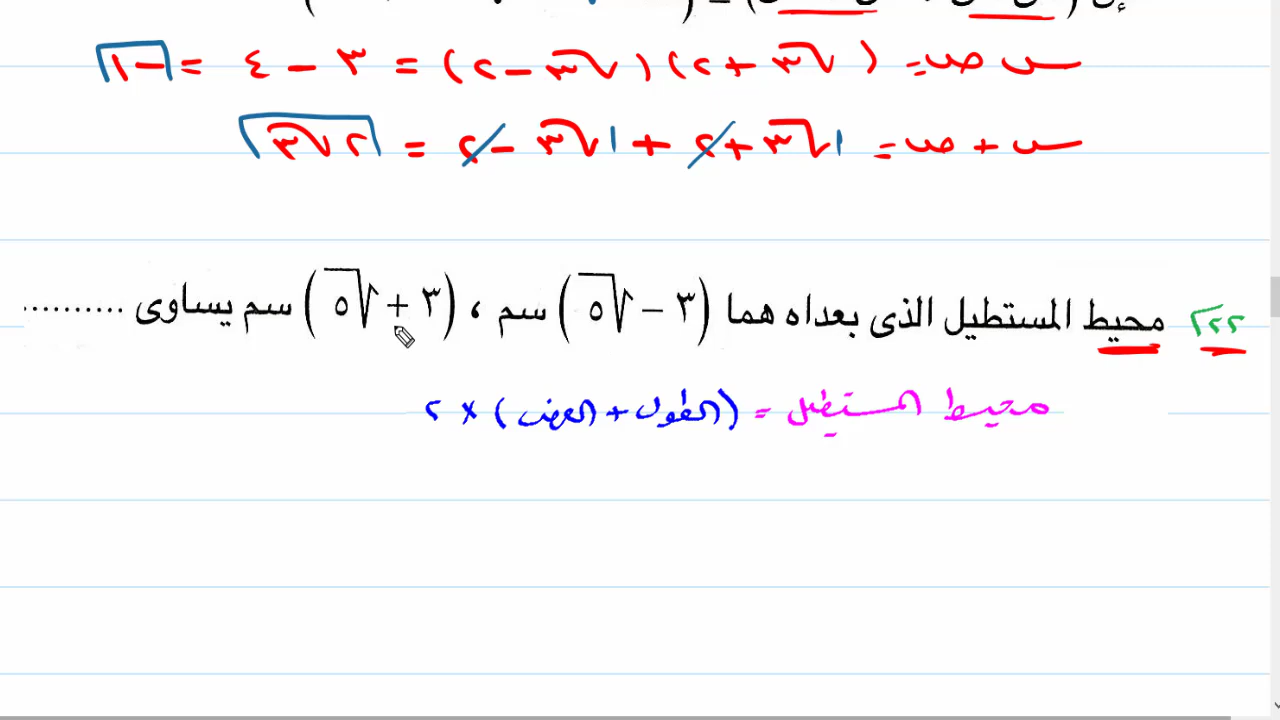 س ص = (√٣ + ٢)(√٣ – ٢) = ٣ – ٤ = –١
س + ص = ١√٣ + ٢ + ١√٣ – ٢ = ٢√٣
٢٢٢ محيط المستطيل الذى بعداه هما (٣ – √٥) سم ، (٣ + √٥) سم يساوى ..........
محيط المستطيل = (الطول + العرض) × ٢